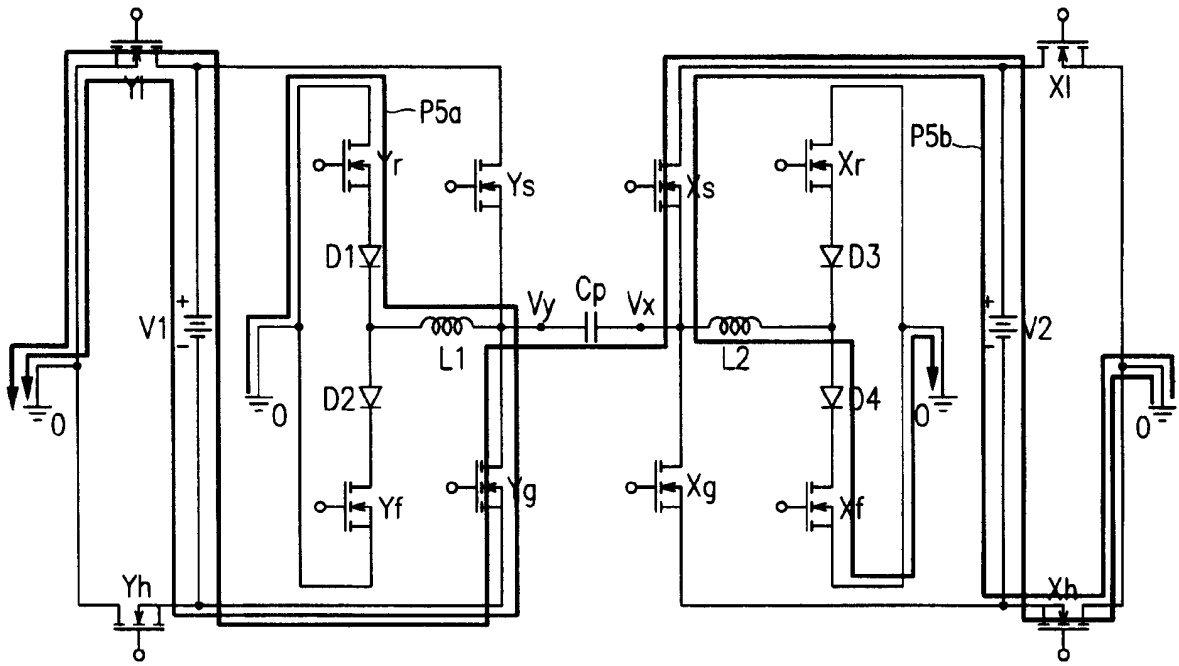 Yl
Xl
P5a
P5b
Yr
Ys
Xs
Xr
D1
D3
Vy
Cp
Vx
+
+
V1
V2
-
-
L1
L2
D2
D4
0
0
0
0
Yf
Yg
Xg
Xf
Yh
Xh